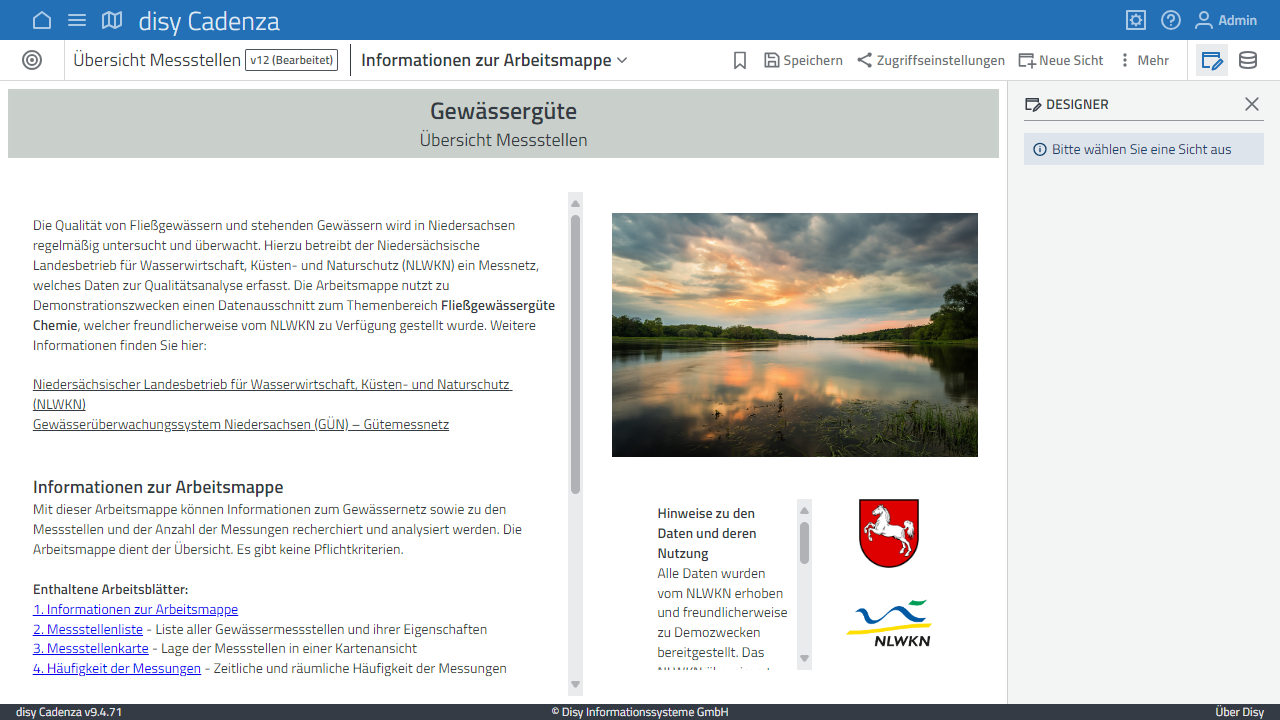 disy Cadenza
Admin
Übersicht Messstellen
v12 (Bearbeitet)
Informationen zur Arbeitsmappe
Speichern
Zugriffseinstellungen
Neue Sicht
Mehr
Gewässergüte
Übersicht Messstellen
Die Qualität von Fließgewässern und stehenden Gewässern wird in Niedersachsen
regelmäßig untersucht und überwacht. Hierzu betreibt der Niedersächsische
Landesbetrieb für Wasserwirtschaft, Küsten- und Naturschutz (NLWKN) ein Messnetz,
welches Daten zur Qualitätsanalyse erfasst. Die Arbeitsmappe nutzt zu
Demonstrationszwecken einen Datenausschnitt zum Themenbereich Fließgewässergüte
Chemie, welcher freundlicherweise vom NLWKN zu Verfügung gestellt wurde. Weitere
Informationen finden Sie hier:
Niedersächsischer Landesbetrieb für Wasserwirtschaft, Küsten- und Naturschutz
(NLWKN)
Gewässerüberwachungssystem Niedersachsen (GÜN) – Gütemessnetz
Informationen zur Arbeitsmappe
Mit dieser Arbeitsmappe können Informationen zum Gewässernetz sowie zu den
Messstellen und der Anzahl der Messungen recherchiert und analysiert werden. Die
Arbeitsmappe dient der Übersicht. Es gibt keine Pflichtkriterien.
Enthaltene Arbeitsblätter:
1. Informationen zur Arbeitsmappe
2. Messstellenliste - Liste aller Gewässermessstellen und ihrer Eigenschaften
3. Messstellenkarte - Lage der Messstellen in einer Kartenansicht
4. Häufigkeit der Messungen - Zeitliche und räumliche Häufigkeit der Messungen
Hinweise zu den
Daten und deren
Nutzung
Alle Daten wurden
vom NLWKN erhoben
und freundlicherweise
zu Demozwecken
bereitgestellt. Das
NLWKN
DESIGNER
Bitte wählen Sie eine Sicht aus
disy Cadenza v9.4.71
© Disy Informationssysteme GmbH
Über Disy